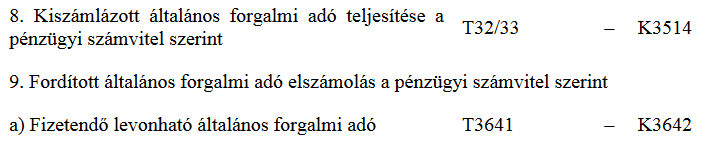 8. Kiszámlázott általános forgalmi adó teljesítése a
pénzügyi számvitel szerint T32/33 – K3514
9. Fordított általános forgalmi adó elszámolás a pénzügyi számvitel szerint
a) Fizetendő levonható általános forgalmi adó T3641 – K3642